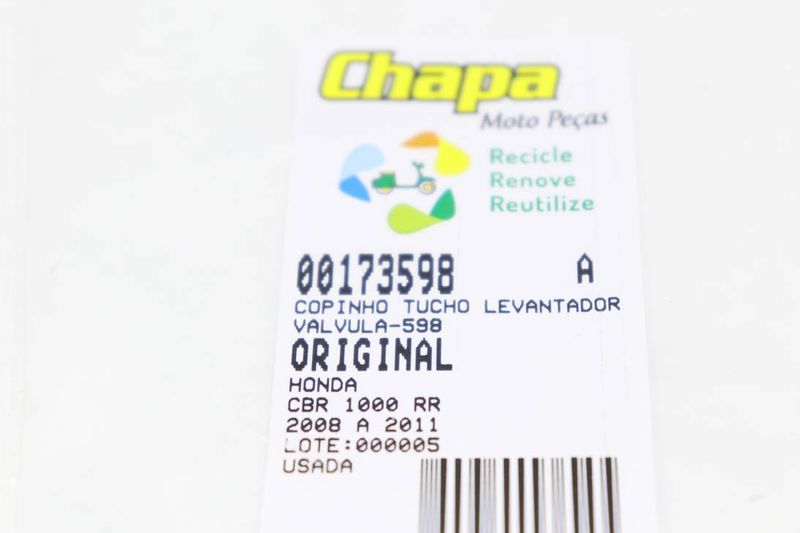 Chapa
Moto Peças
Recicle
Renove
Reutilize
00173598 A
COPINHO TUCHO LEVANTADOR
VALVULA-598
ORIGINAL
HONDA
CBR 1000 RR
2008 A 2011
LOTE:000005
USADA